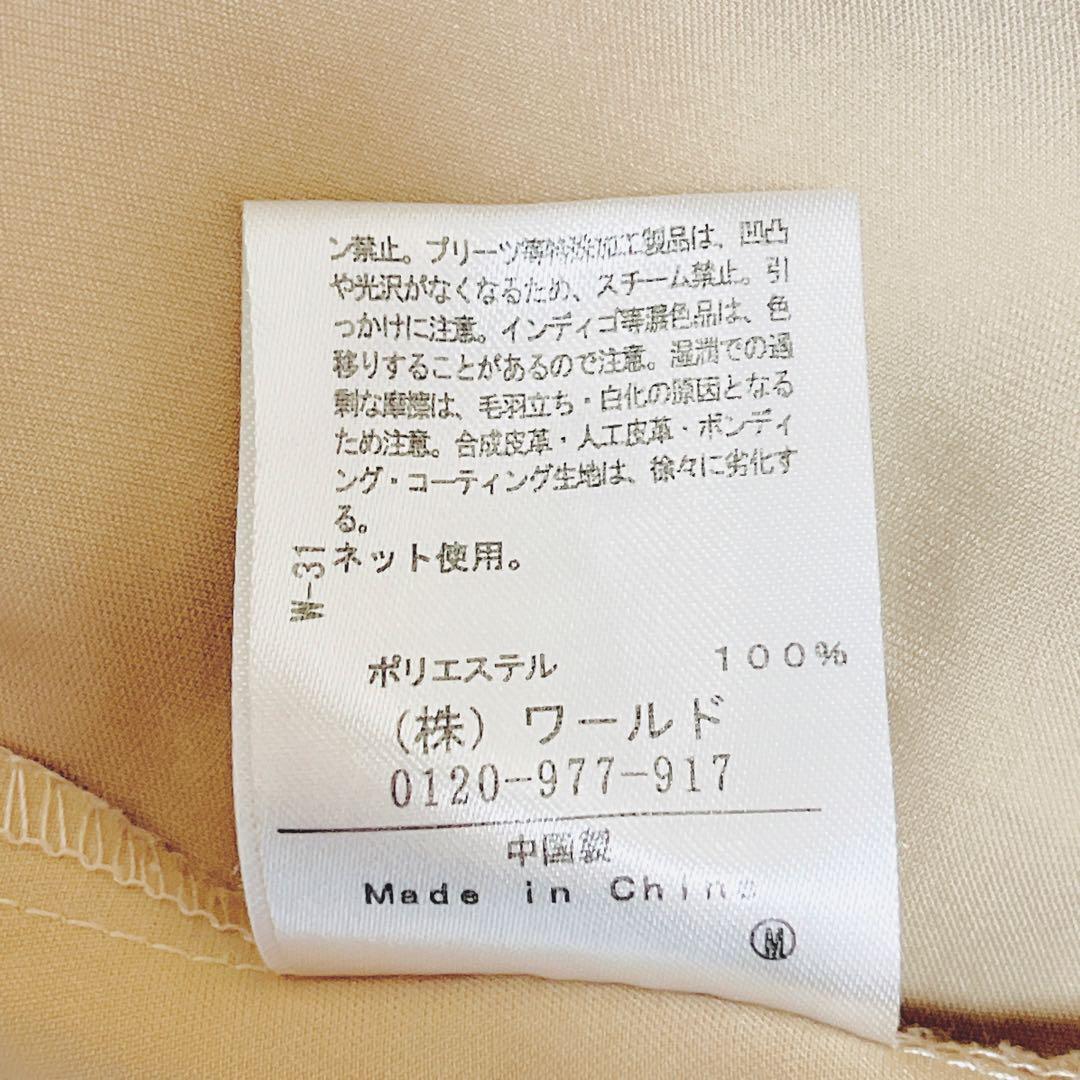 ン禁止。プリーツ等特殊加工製品は、凹凸
や光沢がなくなるため、スチーム禁止。引
っかけに注意。インディゴ等濃色品は、色
移りすることがあるので注意。湿潤での過
剰な摩擦は、毛羽立ち・白化の原因となる
ため注意。合成皮革・人工皮革・ボンディ
ング・コーティング生地は、徐々に劣化す
る。
ネット使用。
W-31
ポリエステル 100%
(株)ワールド
0120-977-917
中国製
Made in China
M